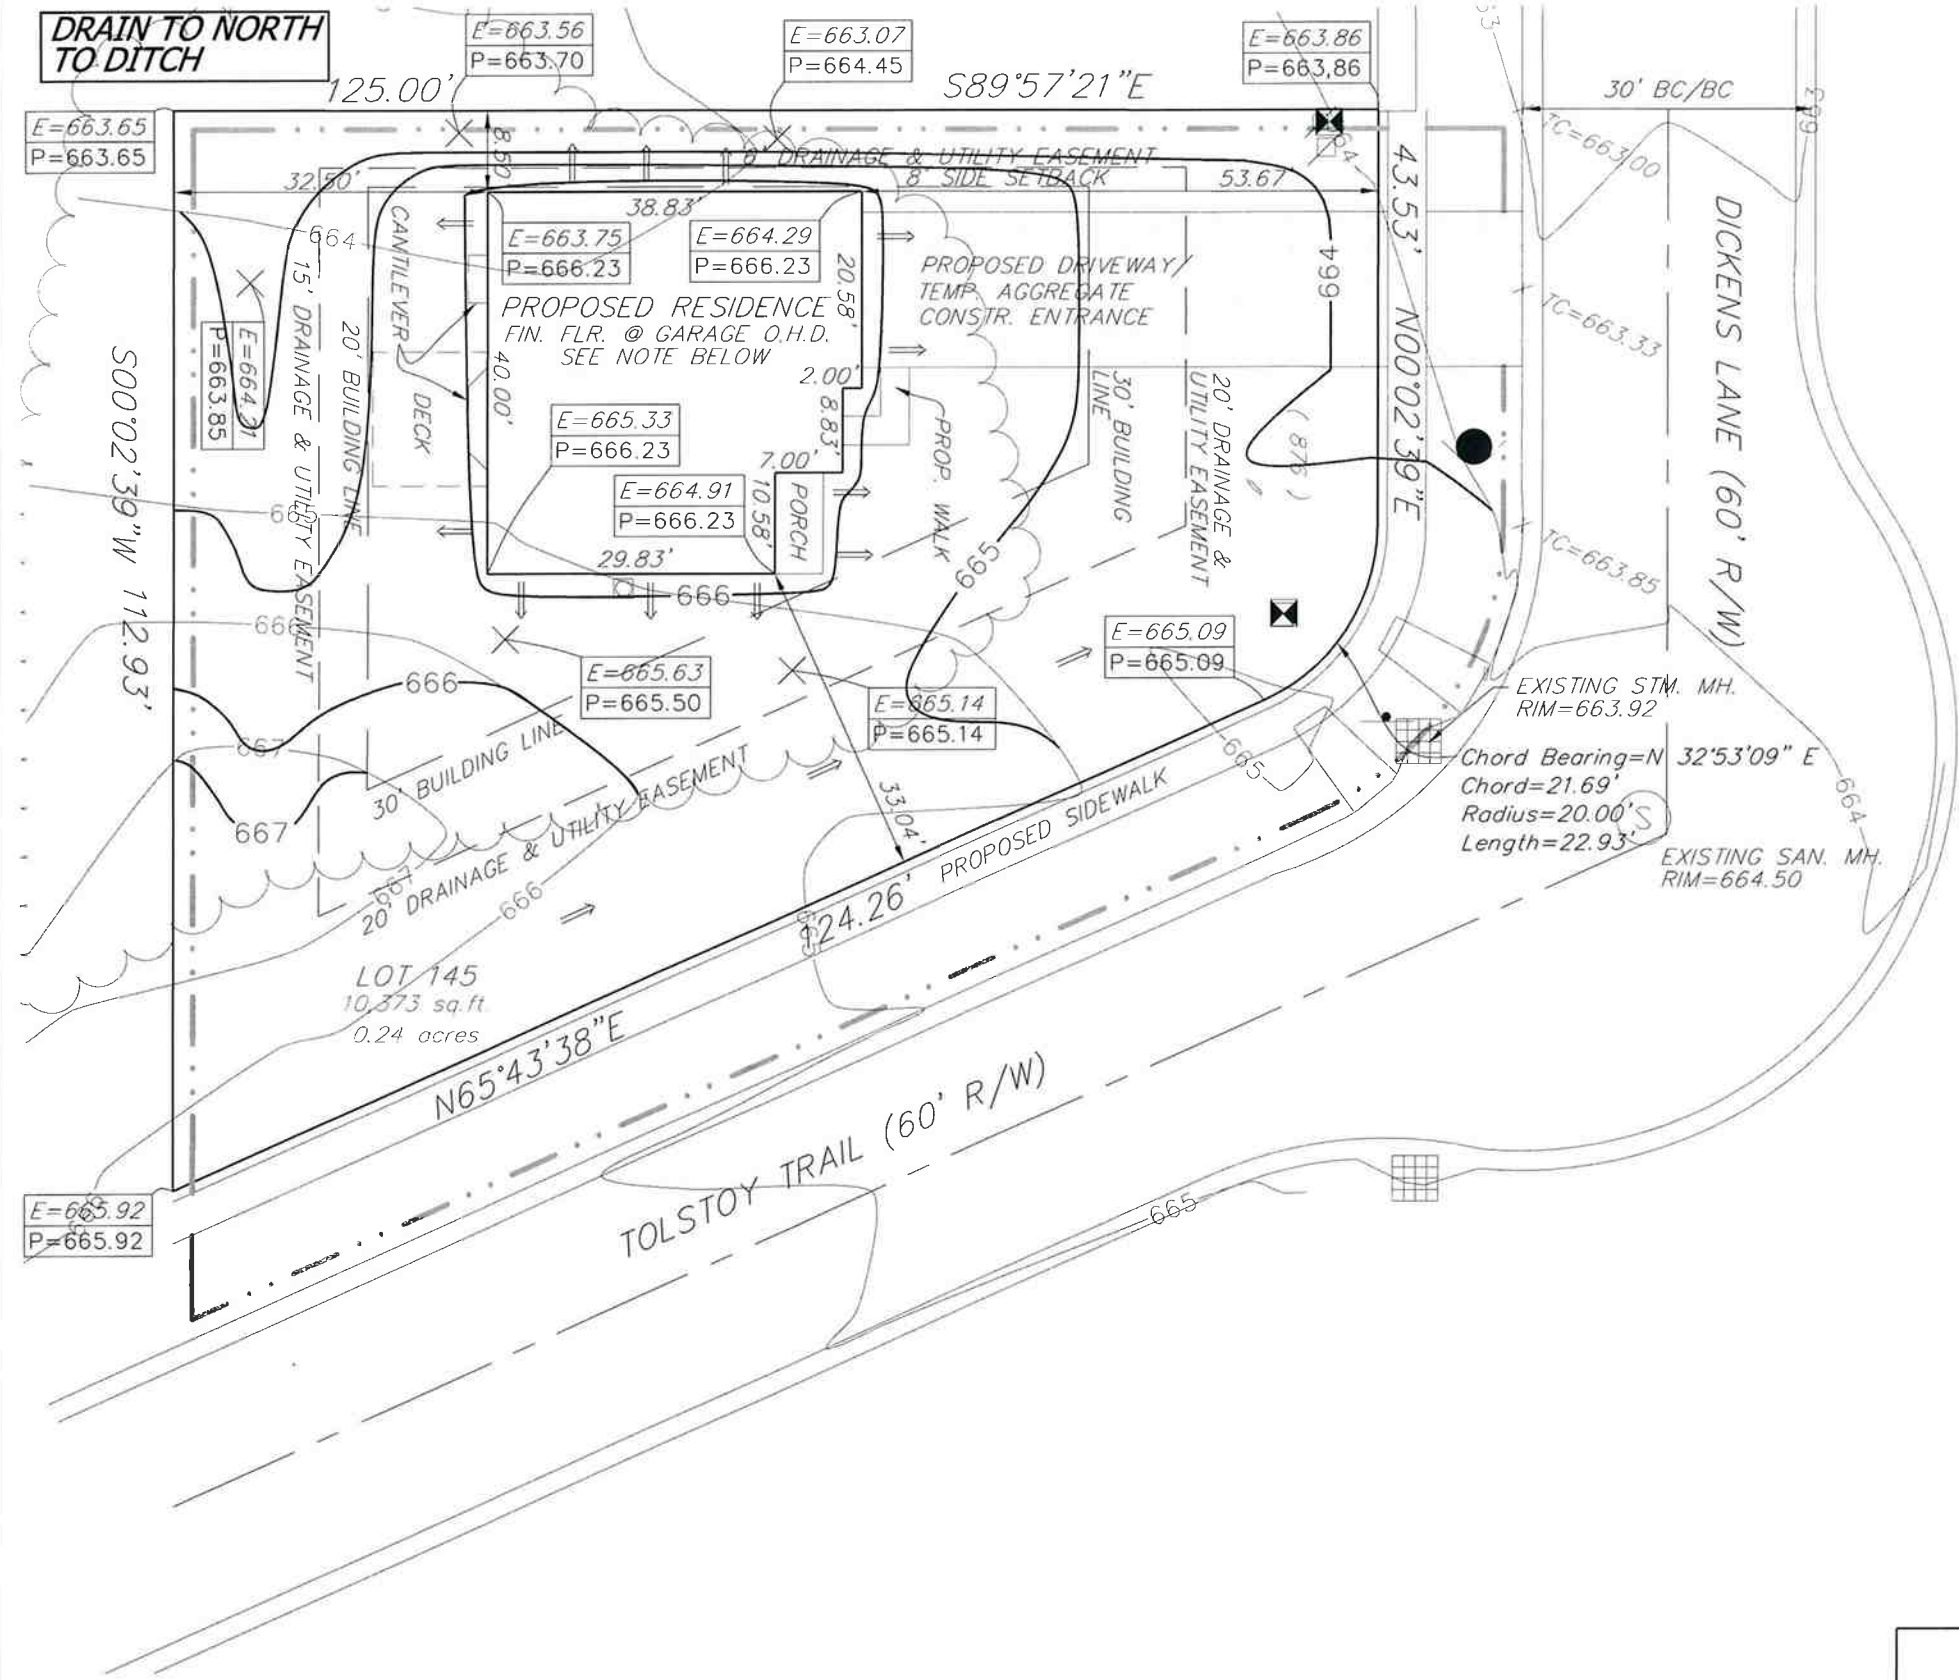 DRAIN TO NORTH
TO DITCH
E=663.56
P=663.70
E=663.07
P=664.45
E=663.86
P=663.86
125.00'
S89°57'21"E
30' BC/BC
663
E=663.65
P=663.65
8.50'
8' DRAINAGE & UTILITY EASEMENT
8' SIDE SETBACK
32.50'
53.67'
38.83'
664
TC=663.00
43.53'
N00°02'39"E
DICKENS LANE (60' R/W)
664
CANTILEVER
E=663.75
P=666.23
E=664.29
P=666.23
20.58'
PROPOSED DRIVEWAY/
TEMP. AGGREGATE
CONSTR. ENTRANCE
664
TC=663.33
PROPOSED RESIDENCE
FIN. FLR. @ GARAGE O.H.D.
SEE NOTE BELOW
15' DRAINAGE & UTILITY EASEMENT
20' BUILDING LINE
E=664.31
P=663.85
S00°02'39"W 112.93'
DECK
40.00'
2.00'
8.83'
E=665.33
P=666.23
7.00'
10.58'
E=664.91
P=666.23
PORCH
PROP. WALK
30' BUILDING
LINE
20' DRAINAGE &
UTILITY EASEMENT
(876)
665
29.83'
666
665
TC=663.85
666
E=665.09
P=665.09
E=665.63
P=665.50
666
E=665.14
P=665.14
EXISTING STM. MH.
RIM=663.92
667
30' BUILDING LINE
665
Chord Bearing=N 32°53'09" E
Chord=21.69'
Radius=20.00'
Length=22.93'
S
664
667
33.04'
PROPOSED SIDEWALK
EXISTING SAN. MH.
RIM=664.50
667
20' DRAINAGE & UTILITY EASEMENT
666
124.26'
665
LOT 145
10,373 sq.ft.
0.24 acres
N65°43'38"E
TOLSTOY TRAIL (60' R/W)
E=665.92
P=665.92
665